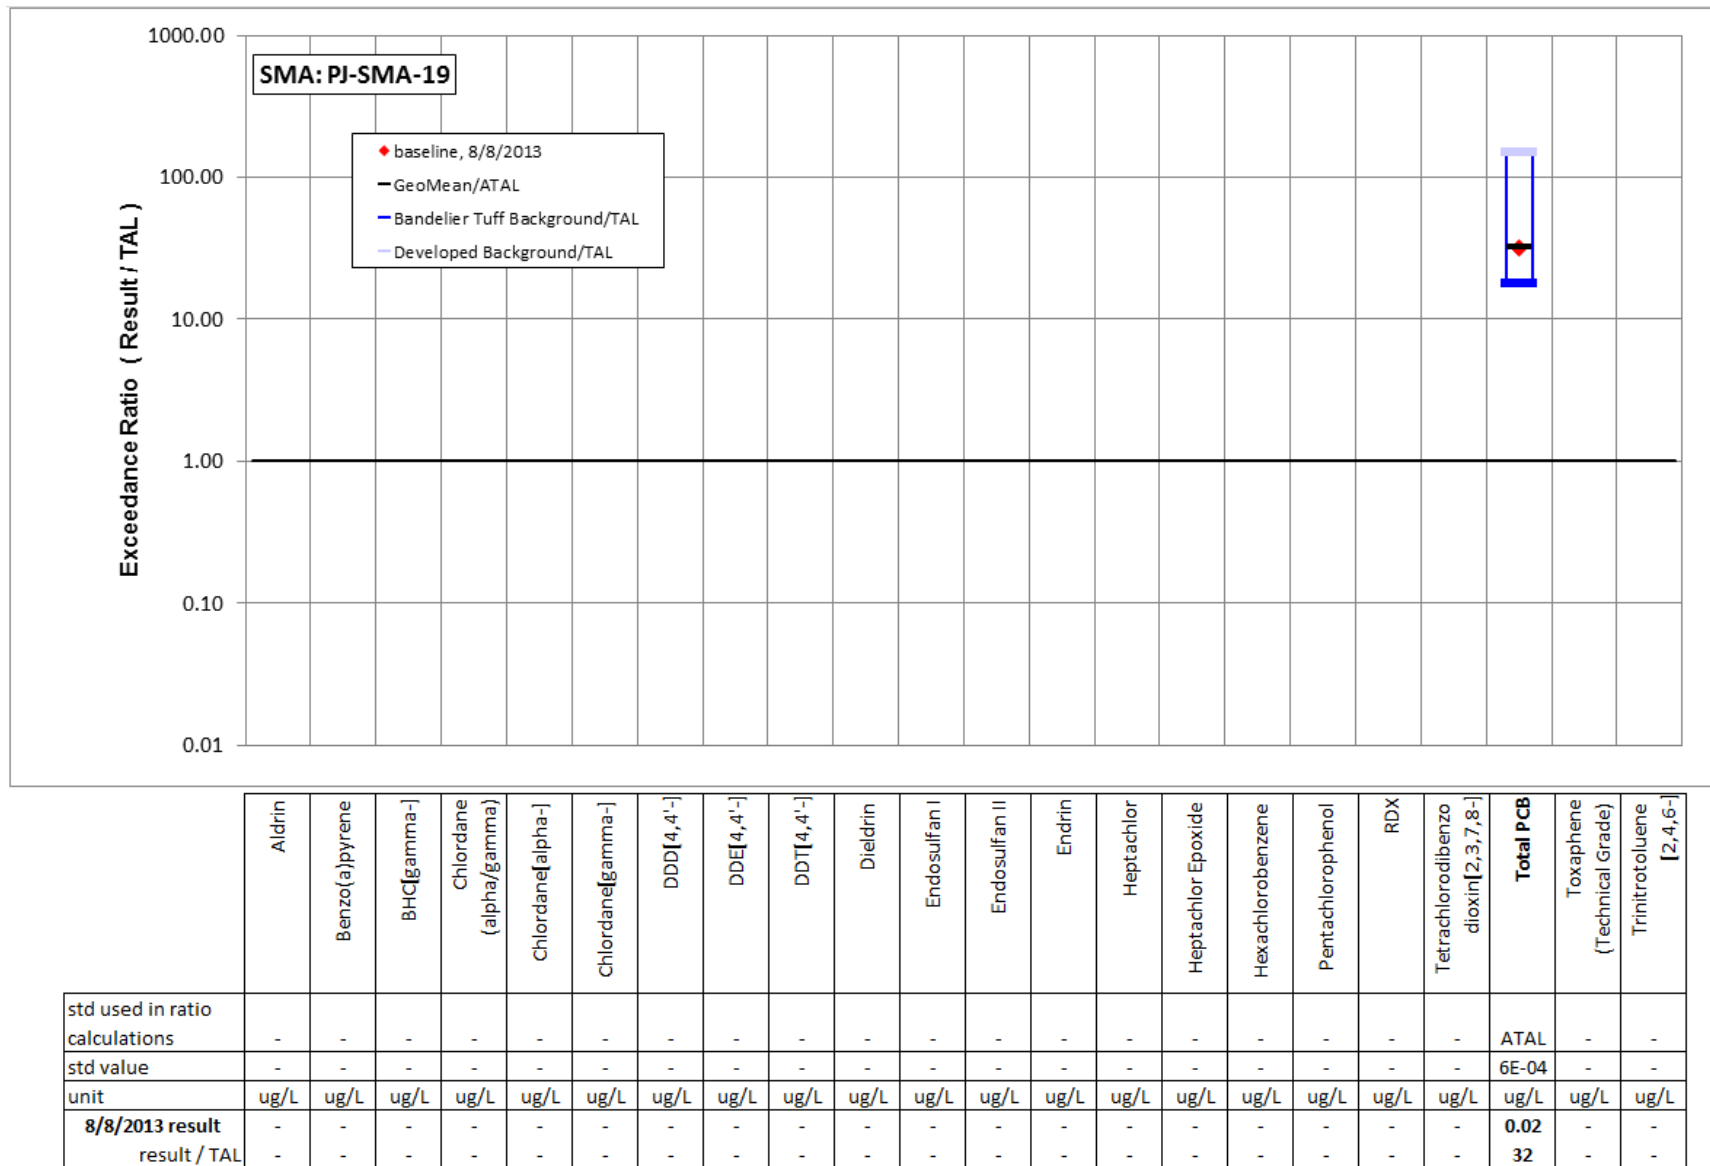 1000.00
SMA: PJ-SMA-19
baseline, 8/8/2013
GeoMean/ATAL
Bandelier Tuff Background/TAL
Developed Background/TAL
100.00
10.00
1.00
0.10
0.01
Exceedance Ratio ( Result / TAL )
Aldrin
Benzo(a)pyrene
BHC[gamma-]
Chlordane
(alpha/gamma)
Chlordane[alpha-]
Chlordane[gamma-]
DDD[4,4'-]
DDE[4,4'-]
DDT[4,4'-]
Dieldrin
Endosulfan I
Endosulfan II
Endrin
Heptachlor
Heptachlor Epoxide
Hexachlorobenzene
Pentachlorophenol
RDX
Tetrachlorodibenzo
dioxin[2,3,7,8-]
Total PCB
Toxaphene
(Technical Grade)
Trinitrotoluene
[2,4,6-]
std used in ratio
calculations - - - - - - - - - - - - - - - - - - - ATAL - -
std value - - - - - - - - - - - - - - - - - - - 6E-04 - -
unit ug/L ug/L ug/L ug/L ug/L ug/L ug/L ug/L ug/L ug/L ug/L ug/L ug/L ug/L ug/L ug/L ug/L ug/L ug/L ug/L ug/L ug/L
8/8/2013 result - - - - - - - - - - - - - - - - - - - 0.02 - -
result / TAL - - - - - - - - - - - - - - - - - - - 32 - -